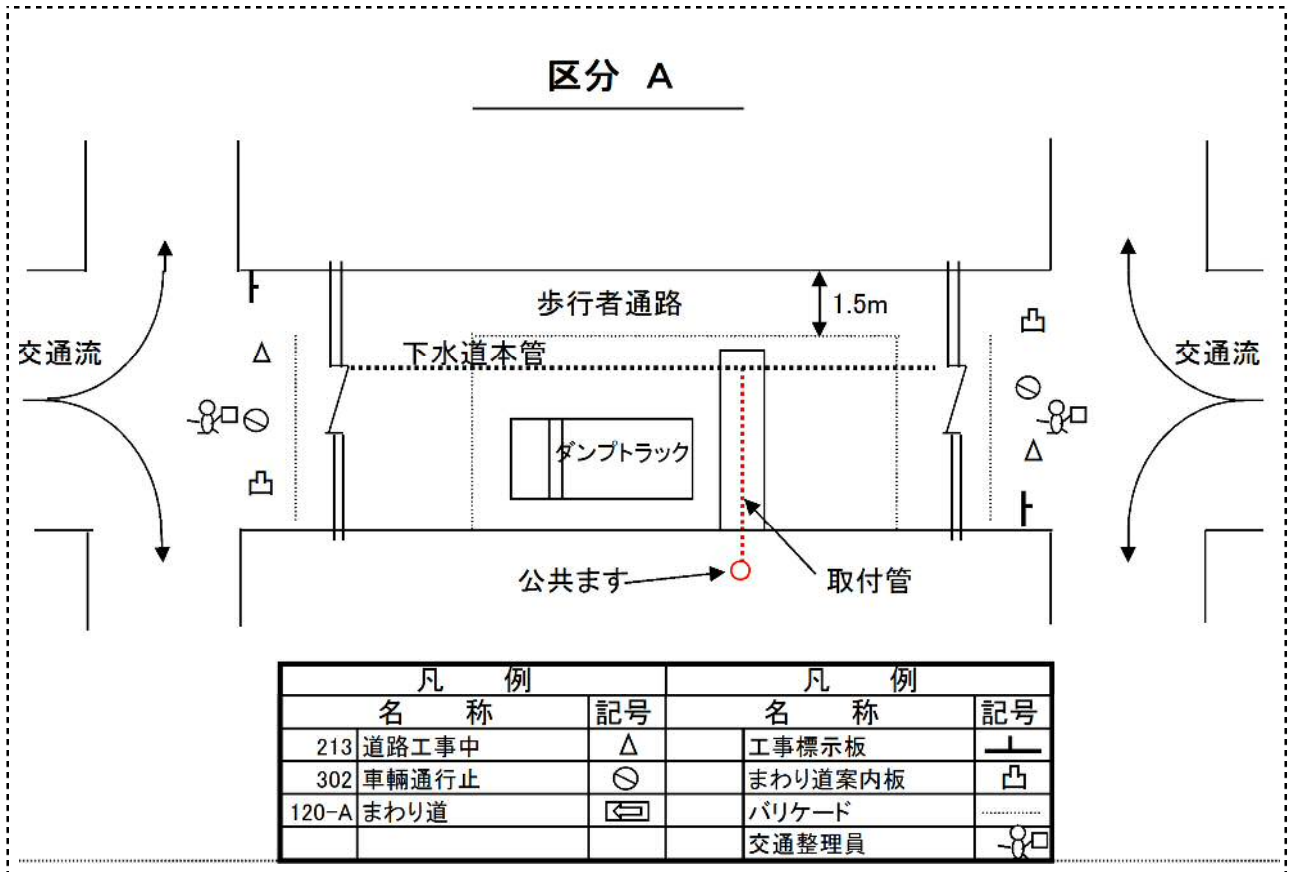 区分 A
歩行者通路
1.5m
交通流
下水道本管
交通流
ダンプトラック
公共ます
取付管
凡 例 凡 例
名 称 記号 名 称 記号
213 道路工事中 工事標示板
302 車輛通行止 まわり道案内板
120-A まわり道 バリケード
交通整理員